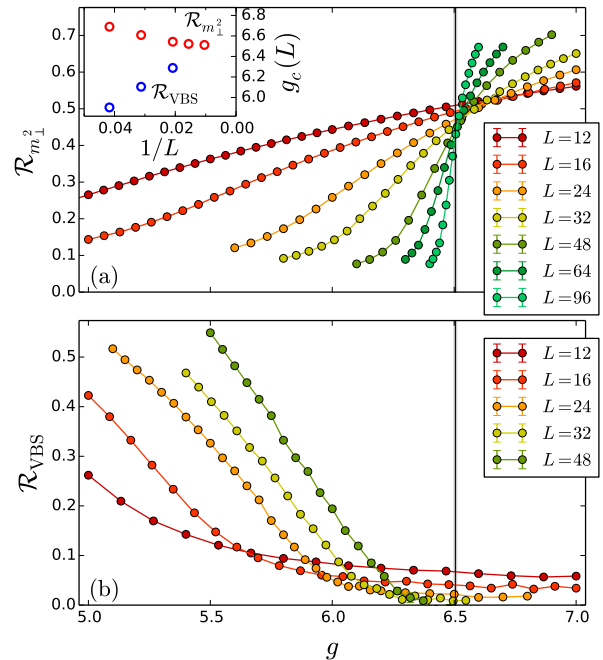 0.7
0.6
0.5
0.4
0.3
0.2
0.1
0.0
R_{m_⊥^2}
R_{m_⊥^2}
R_VBS
0.04
0.02
0.00
1/L
6.8
6.6
6.4
6.2
6.0
g_c(L)
(a)
L=12
L=16
L=24
L=32
L=48
L=64
L=96
0.5
0.4
0.3
0.2
0.1
0.0
R_VBS
(b)
L=12
L=16
L=24
L=32
L=48
5.0
5.5
6.0
6.5
7.0
g